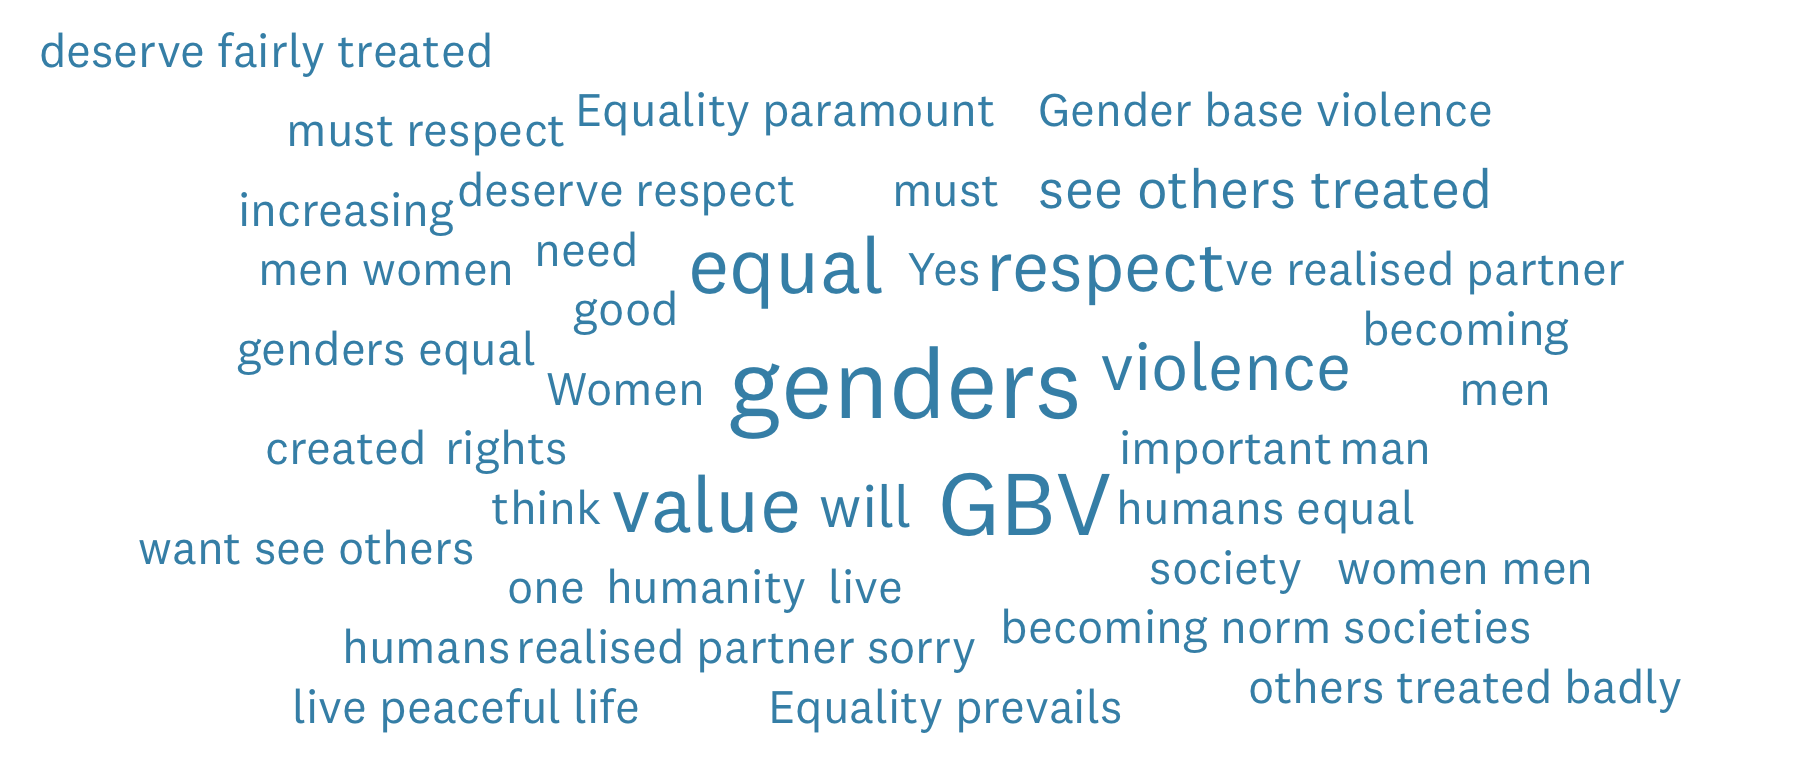 deserve fairly treated
must respect Equality paramount Gender base violence
increasing deserve respect must see others treated
men women need equal Yes respect ve realised partner
good
genders equal becoming
Women genders violence men
created rights important man
think value will GBV humans equal
want see others
one humanity live society women men
humans realised partner sorry becoming norm societies
live peaceful life Equality prevails others treated badly